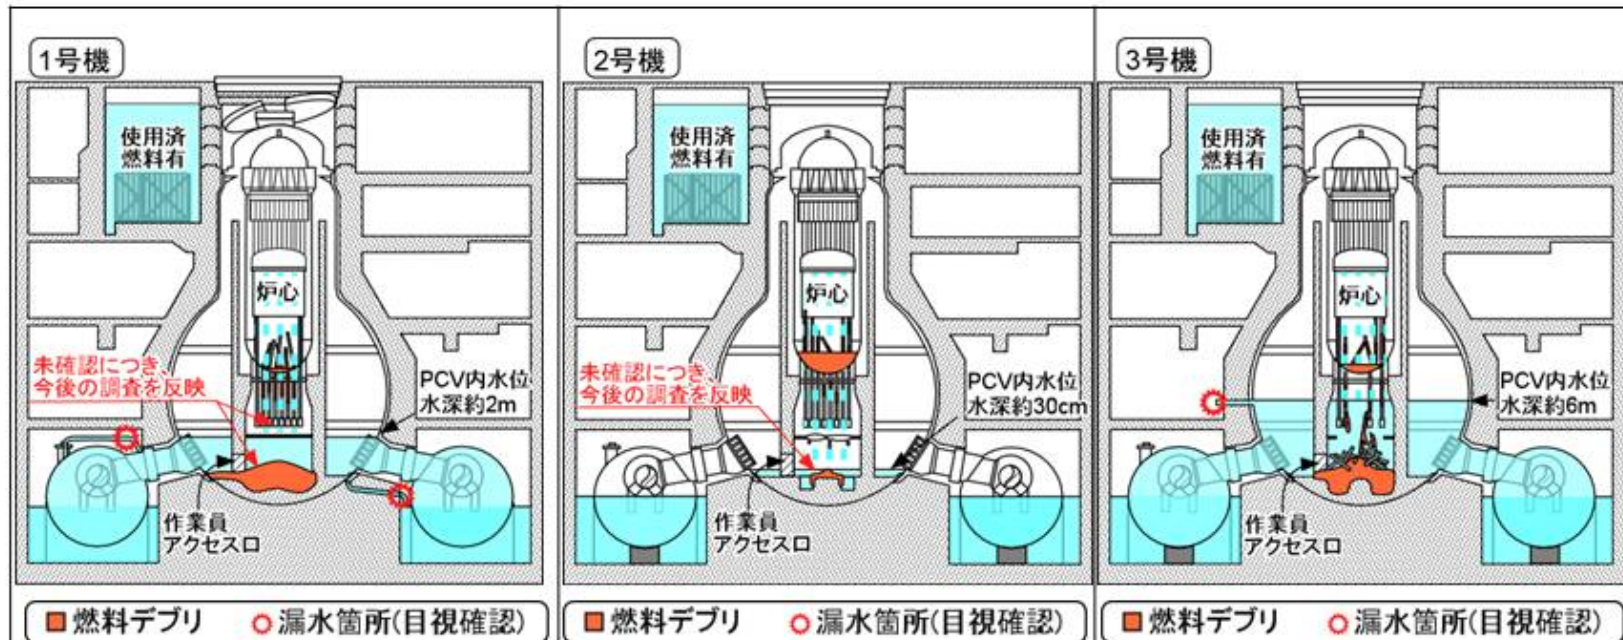 1号機
使用済
燃料有
炉心
未確認につき、
今後の調査を反映
PCV内水位
水深約2m
作業員
アクセス口
■燃料デブリ 漏水箇所(目視確認)
2号機
使用済
燃料有
炉心
未確認につき、
今後の調査を反映
PCV内水位
水深約30cm
作業員
アクセス口
■燃料デブリ 漏水箇所(目視確認)
3号機
使用済
燃料有
炉心
PCV内水位
水深約6m
作業員
アクセス口
■燃料デブリ 漏水箇所(目視確認)